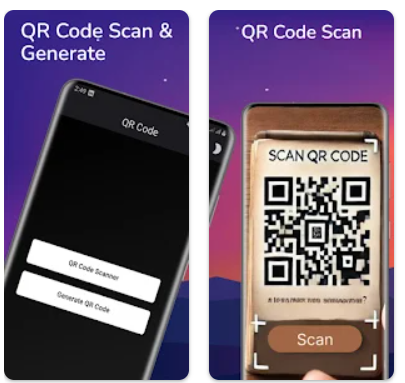 QR Code Scan &
Generate
2:49
QR Code
QR Code Scanner
Generate QR Code
QR Code Scan
SCAN QR CODE
Scan